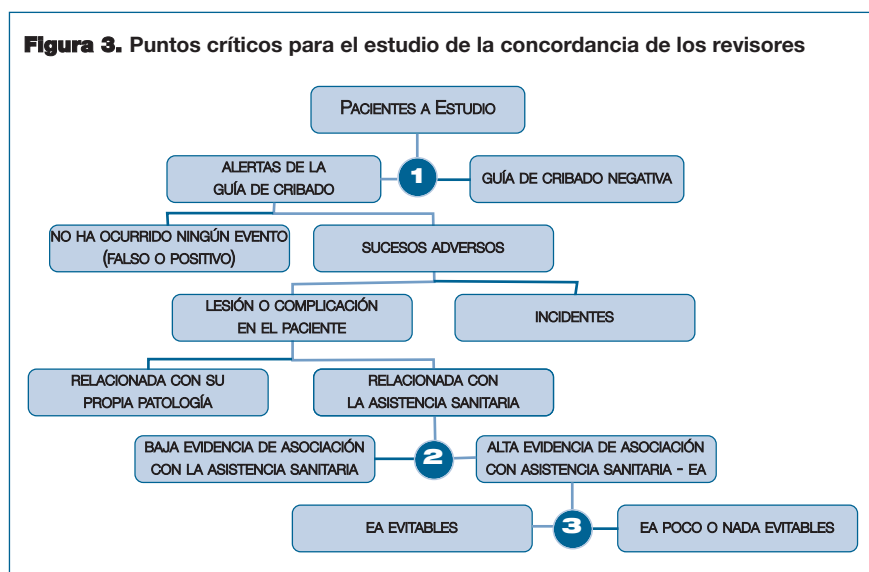 Figura 3. Puntos críticos para el estudio de la concordancia de los revisores
PACIENTES A ESTUDIO
ALERTAS DE LA
GUÍA DE CRIBADO
1
GUÍA DE CRIBADO NEGATIVA
NO HA OCURRIDO NINGÚN EVENTO
(FALSO O POSITIVO)
SUCESOS ADVERSOS
LESIÓN O COMPLICACIÓN
EN EL PACIENTE
INCIDENTES
RELACIONADA CON SU
PROPIA PATOLOGÍA
RELACIONADA CON
LA ASISTENCIA SANITARIA
BAJA EVIDENCIA DE ASOCIACIÓN
CON LA ASISTENCIA SANITARIA
2
ALTA EVIDENCIA DE ASOCIACIÓN
CON ASISTENCIA SANITARIA - EA
EA EVITABLES
3
EA POCO O NADA EVITABLES